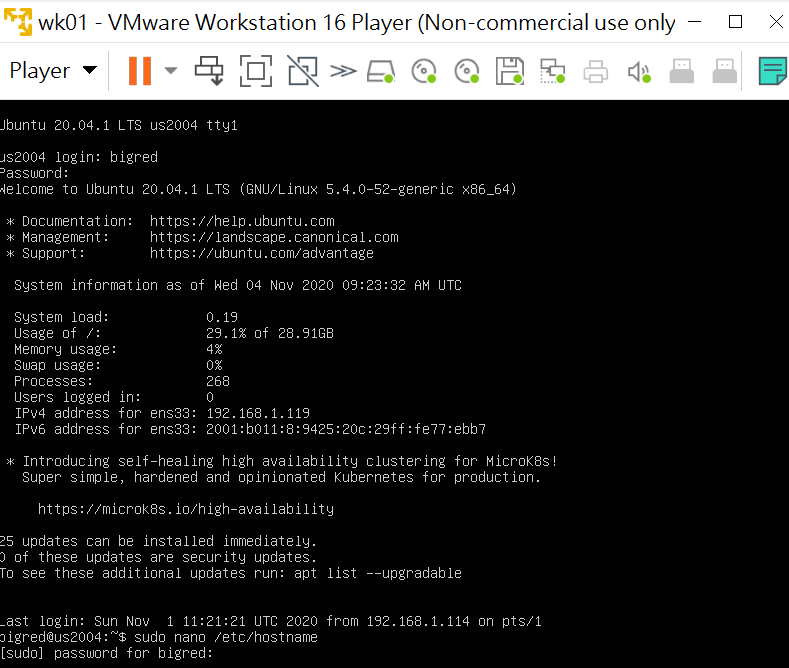 wk01 - VMware Workstation 16 Player (Non-commercial use only
Player
Ubuntu 20.04.1 LTS us2004 tty1
us2004 login: bigred
Password:
Welcome to Ubuntu 20.04.1 LTS (GNU/Linux 5.4.0-52-generic x86_64)
* Documentation: https://help.ubuntu.com
* Management: https://landscape.canonical.com
* Support: https://ubuntu.com/advantage
System information as of Wed 04 Nov 2020 09:23:32 AM UTC
System load: 0.19
Usage of /: 29.1% of 28.91GB
Memory usage: 4%
Swap usage: 0%
Processes: 268
Users logged in: 0
IPv4 address for ens33: 192.168.1.119
IPv6 address for ens33: 2001:b011:8:9425:20c:29ff:fe77:ebb7
* Introducing self-healing high availability clustering for MicroK8s!
Super simple, hardened and opinionated Kubernetes for production.
https://microk8s.io/high-availability
25 updates can be installed immediately.
0 of these updates are security updates.
To see these additional updates run: apt list --upgradable
Last login: Sun Nov  1 11:21:21 UTC 2020 from 192.168.1.114 on pts/1
bigred@us2004:~$ sudo nano /etc/hostname
[sudo] password for bigred: